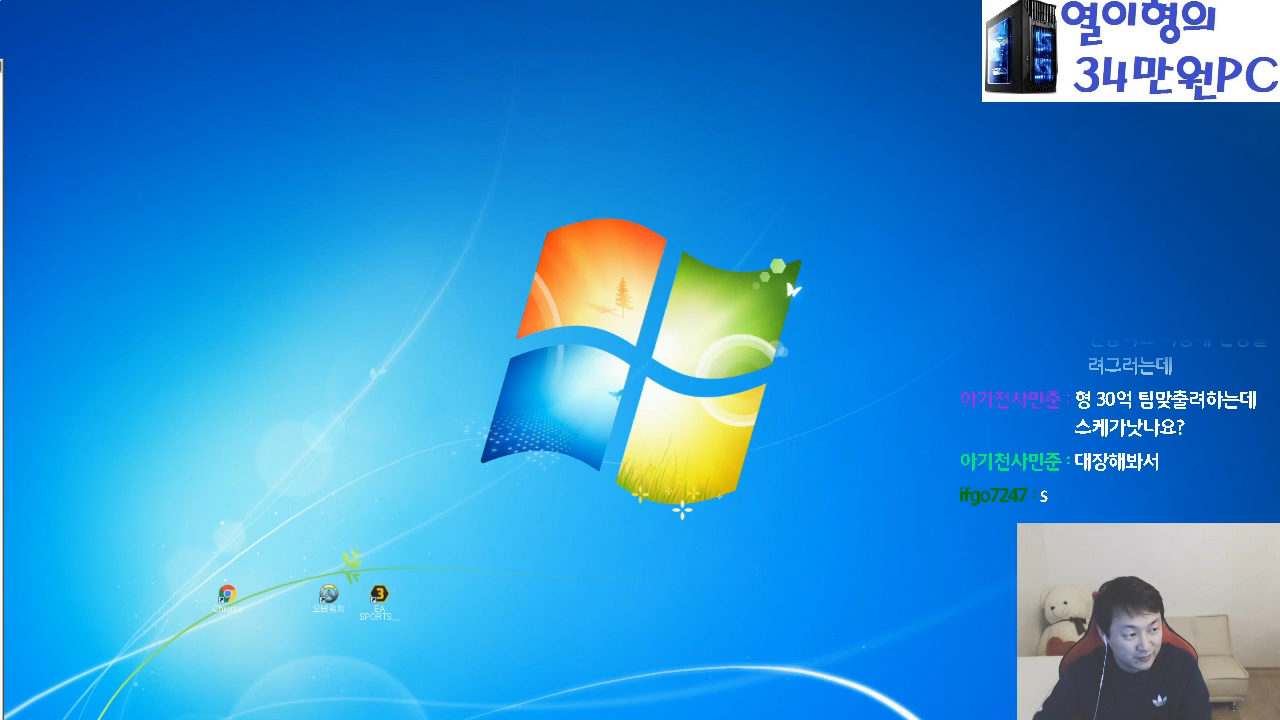 열이형의
34만원PC
려그러는데
아기천사민준 : 형 30억 팀맞출려하는데
스케가낫나요?
아기천사민준 : 대장해봐서
ifgo7247 : s
Chrome
오버워치
3
EA
SPORTS...